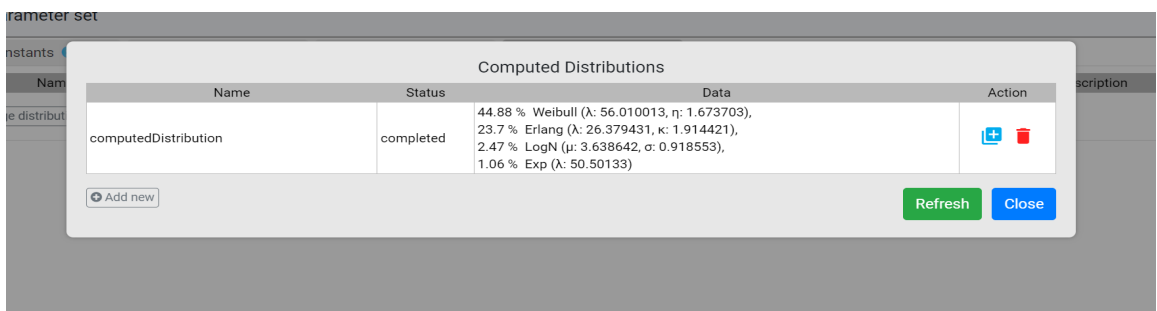 rameter set
nstants
Nam
scription
ge distribut
Computed Distributions
Name Status Data Action
computedDistribution completed
44.88 % Weibull (λ: 56.010013, η: 1.673703),
23.7 % Erlang (λ: 26.379431, κ: 1.914421),
2.47 % LogN (μ: 3.638642, σ: 0.918553),
1.06 % Exp (λ: 50.50133)
Add new
Refresh Close